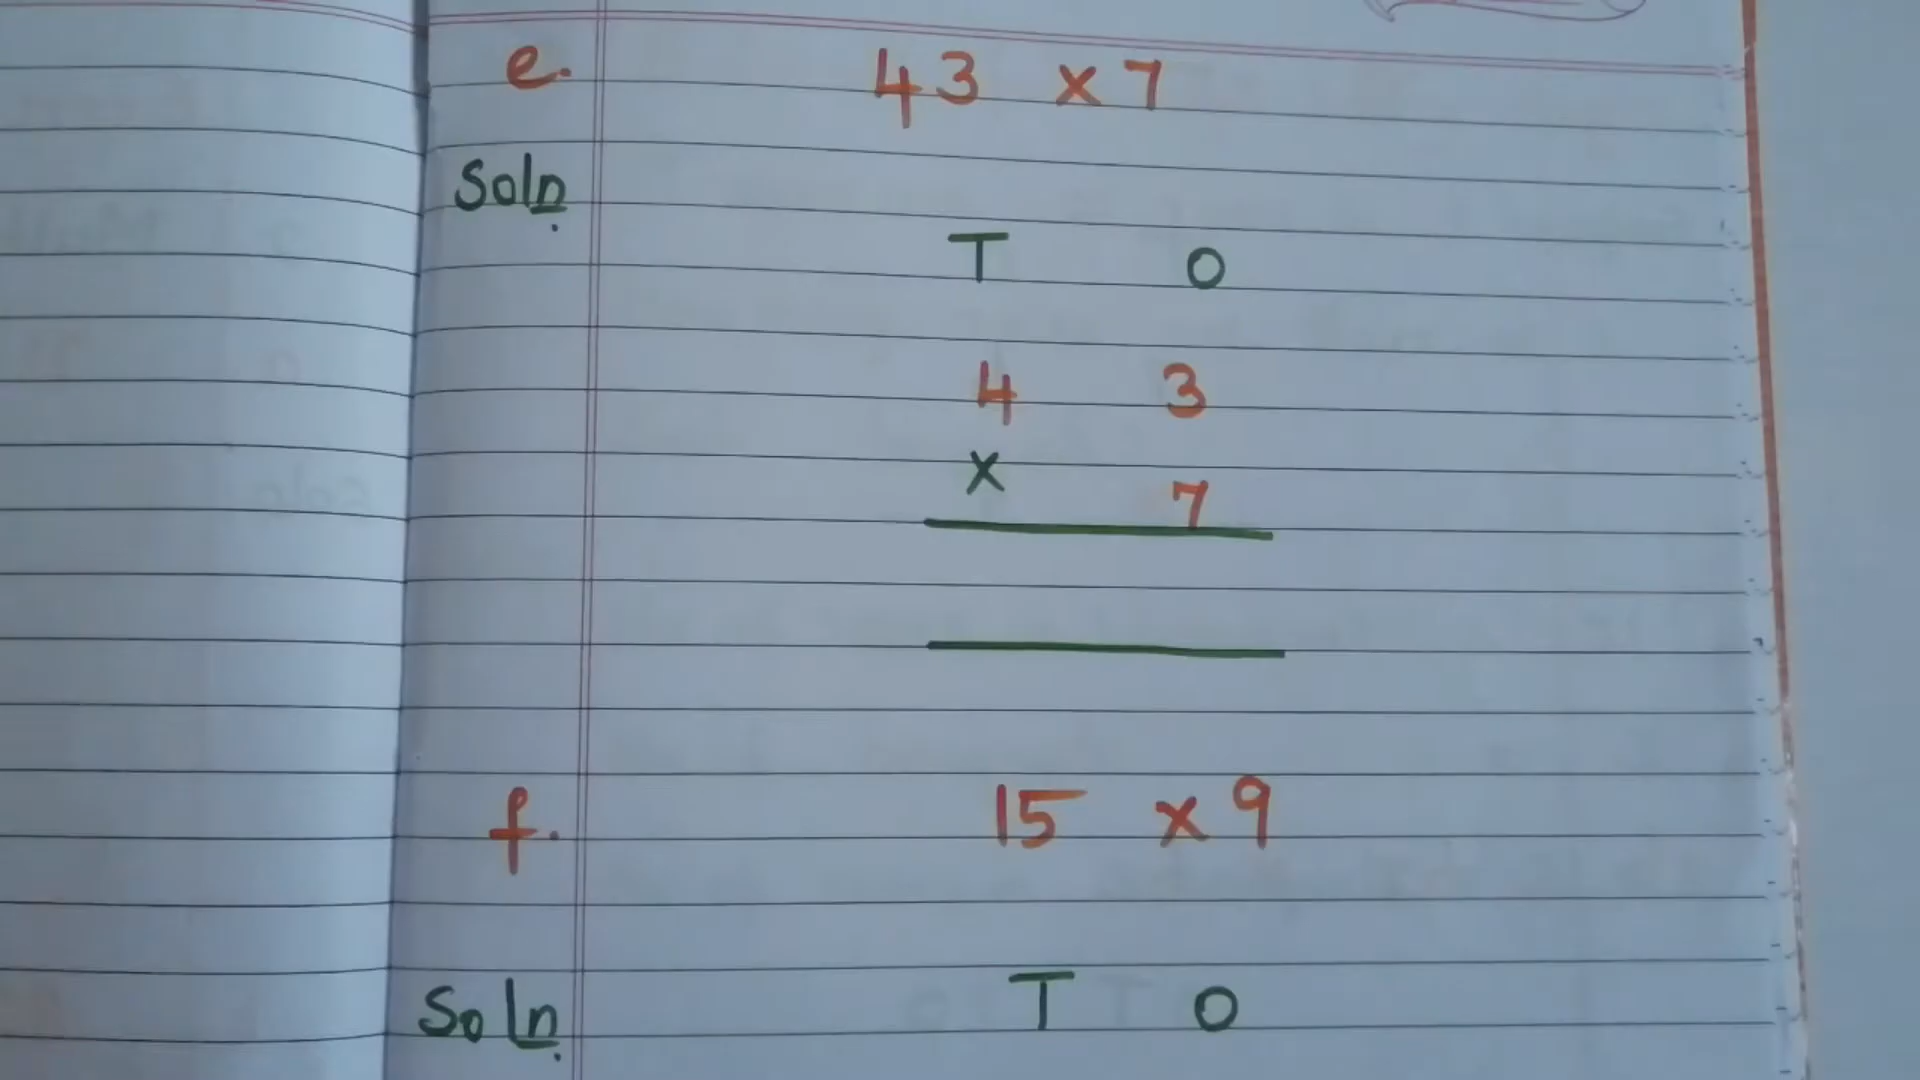 e. 43 x 7
Soln.
T O
4 3
x 7
f. 15 x 9
Soln. T O